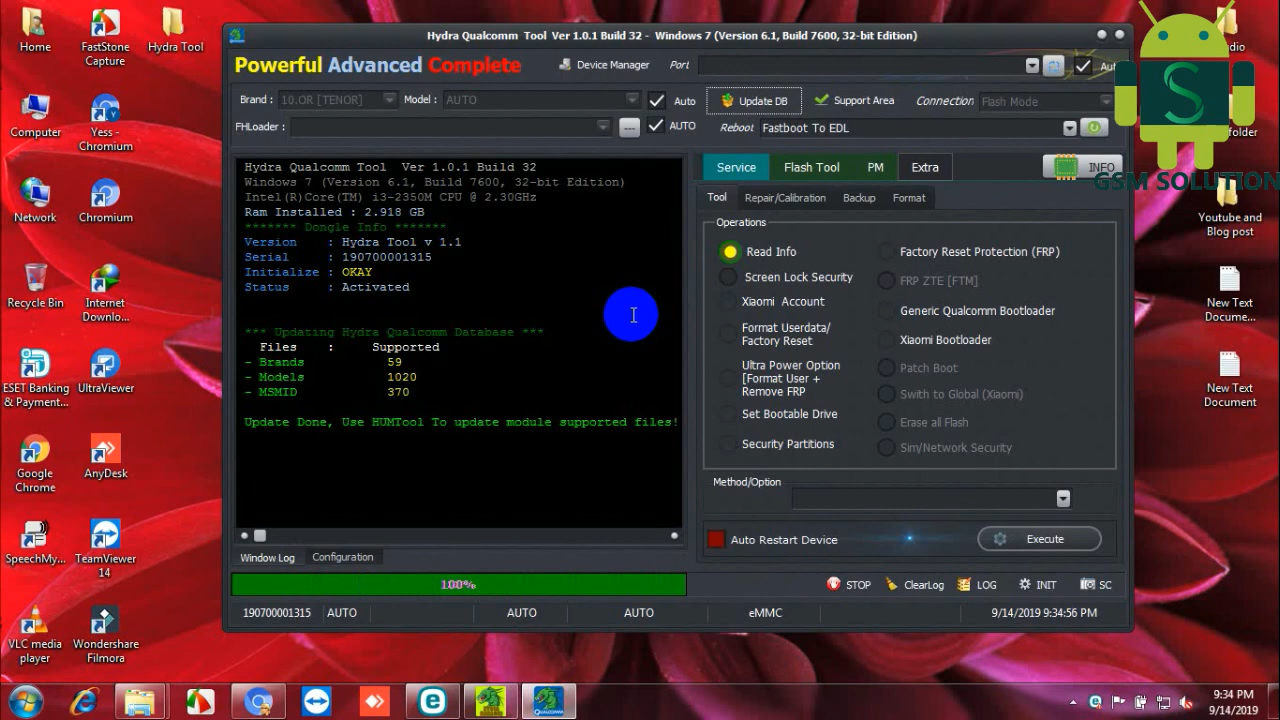 Home
FastStone
Capture
Hydra Tool
Computer
Yess -
Chromium
Network
Chromium
Recycle Bin
Internet
Downlo...
ESET Banking
& Payment...
UltraViewer
Google
Chrome
AnyDesk
SpeechMy...
TeamViewer
14
VLC media
player
Wondershare
Filmora
Hydra Qualcomm Tool Ver 1.0.1 Build 32 - Windows 7 (Version 6.1, Build 7600, 32-bit Edition)
Powerful Advanced Complete
Device Manager
Port
Brand : 10.OR [TENOR]
Model : AUTO
Auto
Update DB
Support Area
Connection
Flash Mode
FHLoader :
...
AUTO
Reboot
Fastboot To EDL
Hydra Qualcomm Tool Ver 1.0.1 Build 32
Windows 7 (Version 6.1, Build 7600, 32-bit Edition)
Intel(R)Core(TM) i3-2350M CPU @ 2.30GHz
Ram Installed : 2.918 GB
******* Dongle Info *******
Version : Hydra Tool v 1.1
Serial : 190700001315
Initialize : OKAY
Status : Activated
*** Updating Hydra Qualcomm Database ***
Files : Supported
- Brands 59
- Models 1020
- MSMID 370
Update Done, Use HUMTool To update module supported files!
Window Log
Configuration
100%
Service
Flash Tool
PM
Extra
INFO
Tool
Repair/Calibration
Backup
Format
Operations
Read Info
Screen Lock Security
Xiaomi Account
Format Userdata/
Factory Reset
Ultra Power Option
[Format User +
Remove FRP
Set Bootable Drive
Security Partitions
Factory Reset Protection (FRP)
FRP ZTE [FTM]
Generic Qualcomm Bootloader
Xiaomi Bootloader
Patch Boot
Swith to Global (Xiaomi)
Erase all Flash
Sim/Network Security
Method/Option
Auto Restart Device
Execute
STOP
ClearLog
LOG
INIT
SC
190700001315
AUTO
AUTO
AUTO
eMMC
9/14/2019 9:34:56 PM
S
GSM SOLUTION
Youtube and
Blog post
New Text
Docume...
New Text
Document
9:34 PM
9/14/2019